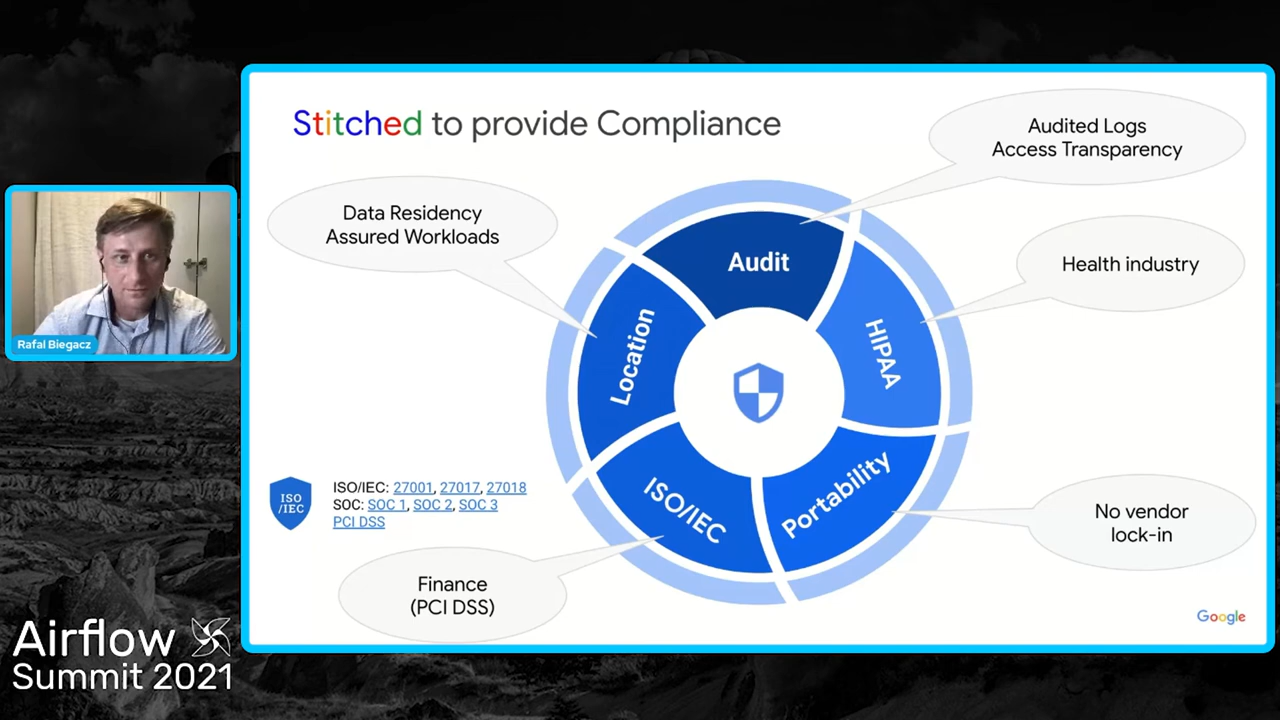 Stitched to provide Compliance
Audited Logs
Access Transparency
Data Residency
Assured Workloads
Audit
Health industry
HIPAA
Location
Rafal Biegacz
ISO/IEC: 27001, 27017, 27018
SOC: SOC 1, SOC 2, SOC 3
PCI DSS
ISO
/IEC
ISO/IEC
Portability
No vendor
lock-in
Finance
(PCI DSS)
Google
Airflow
Summit 2021